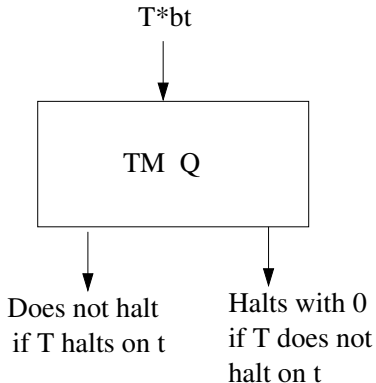 T*bt
TM Q
Does not halt
if T halts on t
Halts with 0
if T does not
halt on t